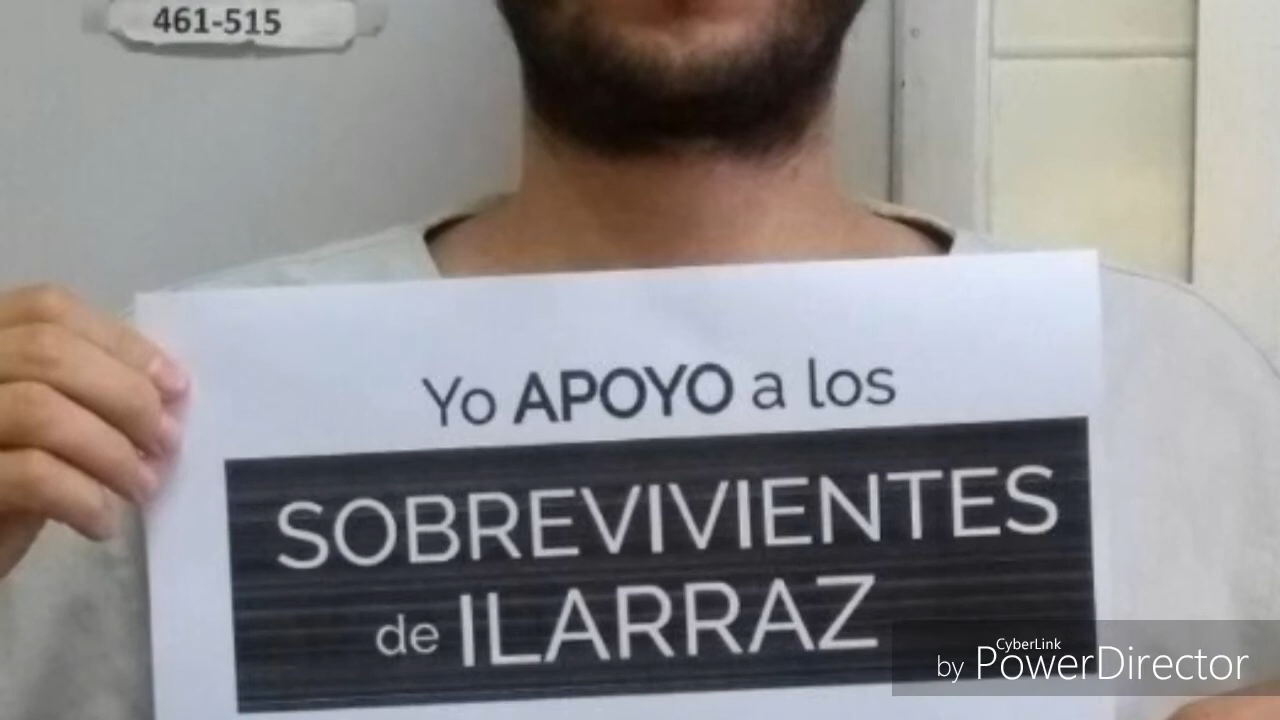 461-515
Yo APOYO a los
SOBREVIVIENTES
de ILARRAZ
CyberLink
by PowerDirector